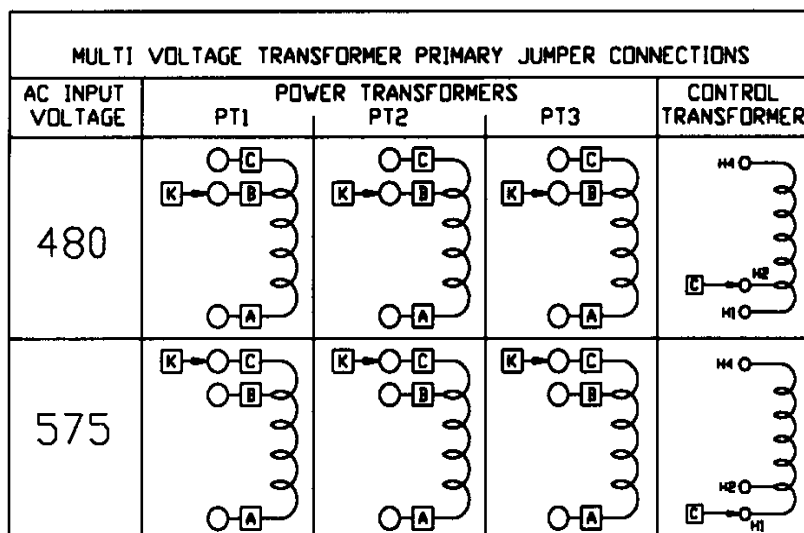 MULTI VOLTAGE TRANSFORMER PRIMARY JUMPER CONNECTIONS
AC INPUT VOLTAGE
POWER TRANSFORMERS
PT1 PT2 PT3
CONTROL TRANSFORMER
480
C C C H4
K B K B K B
C H2
A A A H1
575
K C K C K C H4
B B B
H2
A A A C H1